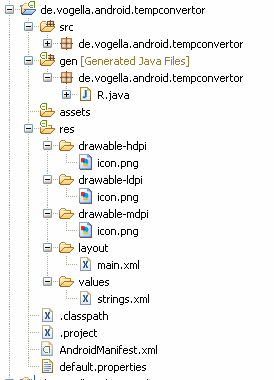 de.vogella.android.tempconvertor
src
de.vogella.android.tempconvertor
gen [Generated Java Files]
de.vogella.android.tempconvertor
R.java
assets
res
drawable-hdpi
icon.png
drawable-ldpi
icon.png
drawable-mdpi
icon.png
layout
main.xml
values
strings.xml
.classpath
.project
AndroidManifest.xml
default.properties